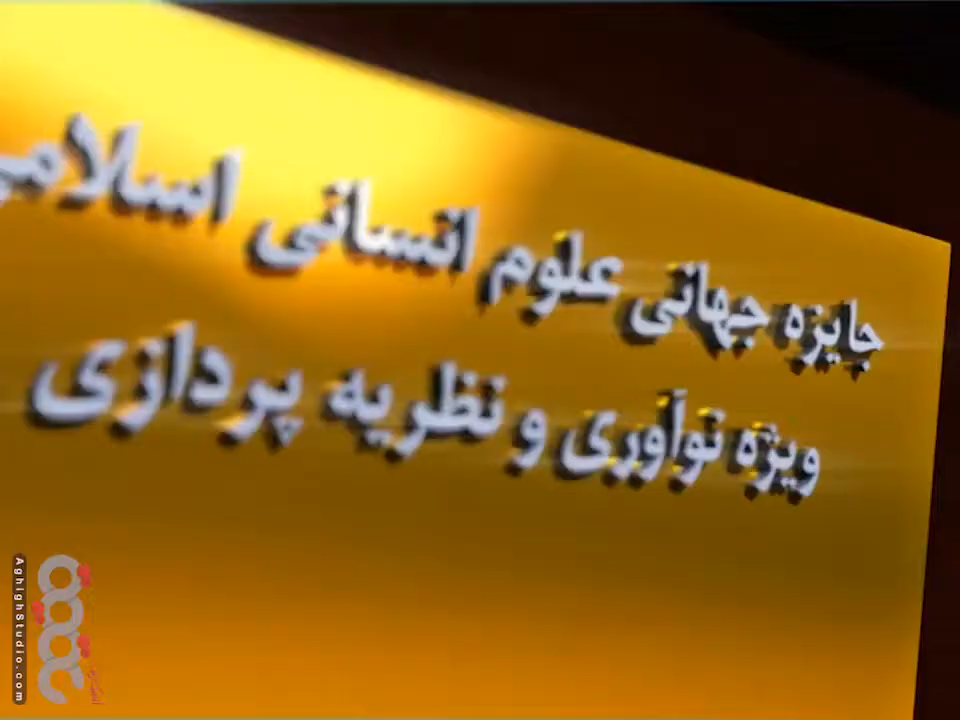 جایزه جهانی علوم انسانی اسلامی
ویژه نوآوری و نظریه پردازی
AghighStudio.com